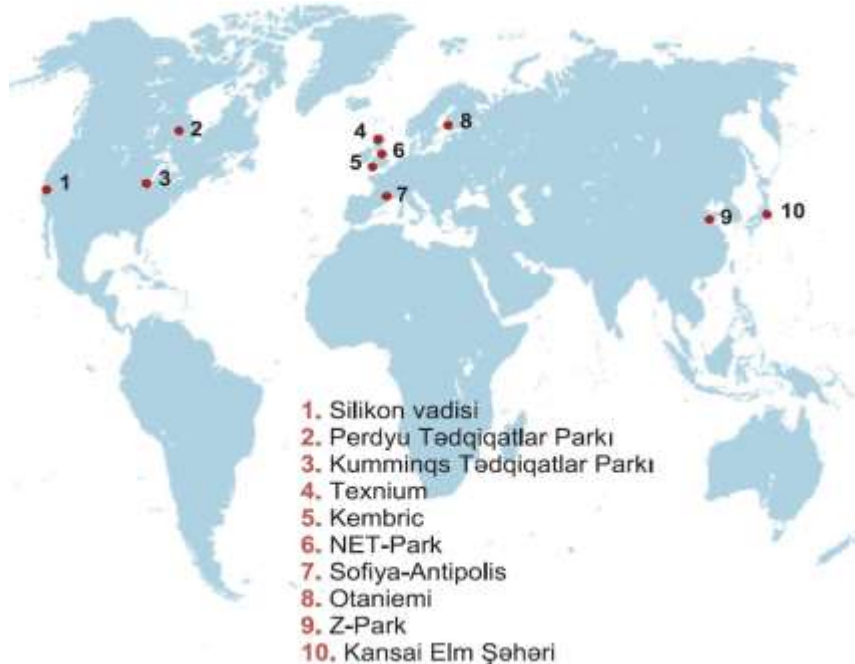 2
8
4
6
5
1
3
7
9
10
1. Silikon vadisi
2. Perdyu Tədqiqatlar Parkı
3. Kumminqs Tədqiqatlar Parkı
4. Texnium
5. Kembric
6. NET-Park
7. Sofiya-Antipolis
8. Otaniemi
9. Z-Park
10. Kansai Elm Şəhəri